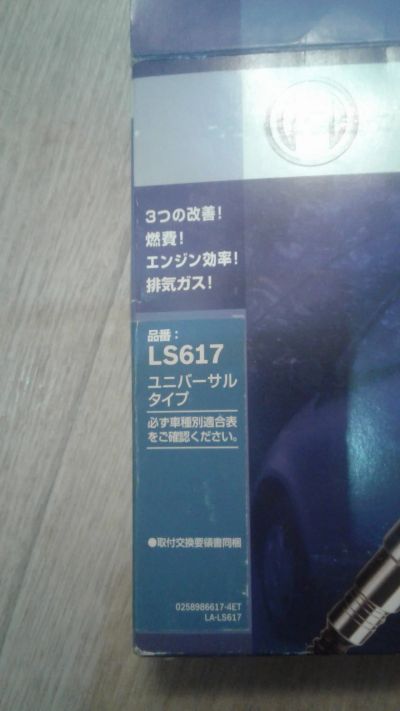 3つの改善!
燃費!
エンジン効率!
排気ガス!
品番:
LS617
ユニバーサル
タイプ
必ず車種別適合表
をご確認ください。
●取付交換要領書同梱
0258986617-4ET
LA-LS617